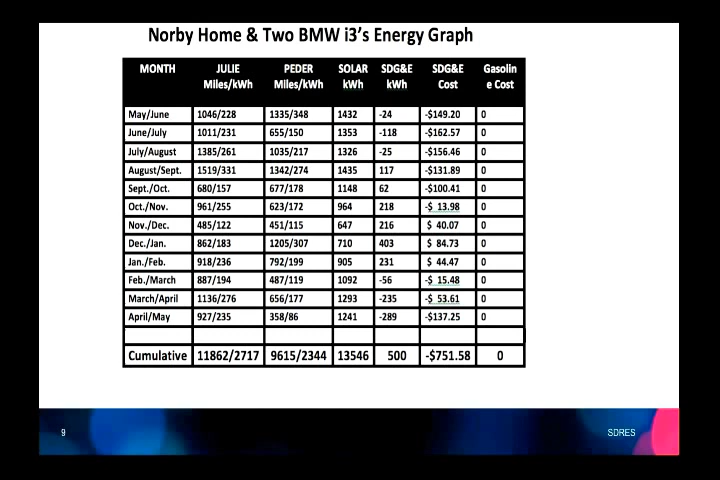 Norby Home & Two BMW i3's Energy Graph
MONTH JULIE Miles/kWh PEDER Miles/kWh SOLAR kWh SDG&E kWh SDG&E Cost Gasolin e Cost
May/June 1046/228 1335/348 1432 -24 -$149.20 0
June/July 1011/231 655/150 1353 -118 -$162.57 0
July/August 1385/261 1035/217 1326 -25 -$156.46 0
August/Sept. 1519/331 1342/274 1435 117 -$131.89 0
Sept./Oct. 680/157 677/178 1148 62 -$100.41 0
Oct./Nov. 961/255 623/172 964 218 -$ 13.98 0
Nov./Dec. 485/122 451/115 647 216 $ 40.07 0
Dec./Jan. 862/183 1205/307 710 403 $ 84.73 0
Jan./Feb. 918/236 792/199 905 231 $ 44.47 0
Feb./March 887/194 487/119 1092 -56 -$ 15.48 0
March/April 1136/276 656/177 1293 -235 -$ 53.61 0
April/May 927/235 358/86 1241 -289 -$137.25 0
Cumulative 11862/2717 9615/2344 13546 500 -$751.58 0
9 SDRES